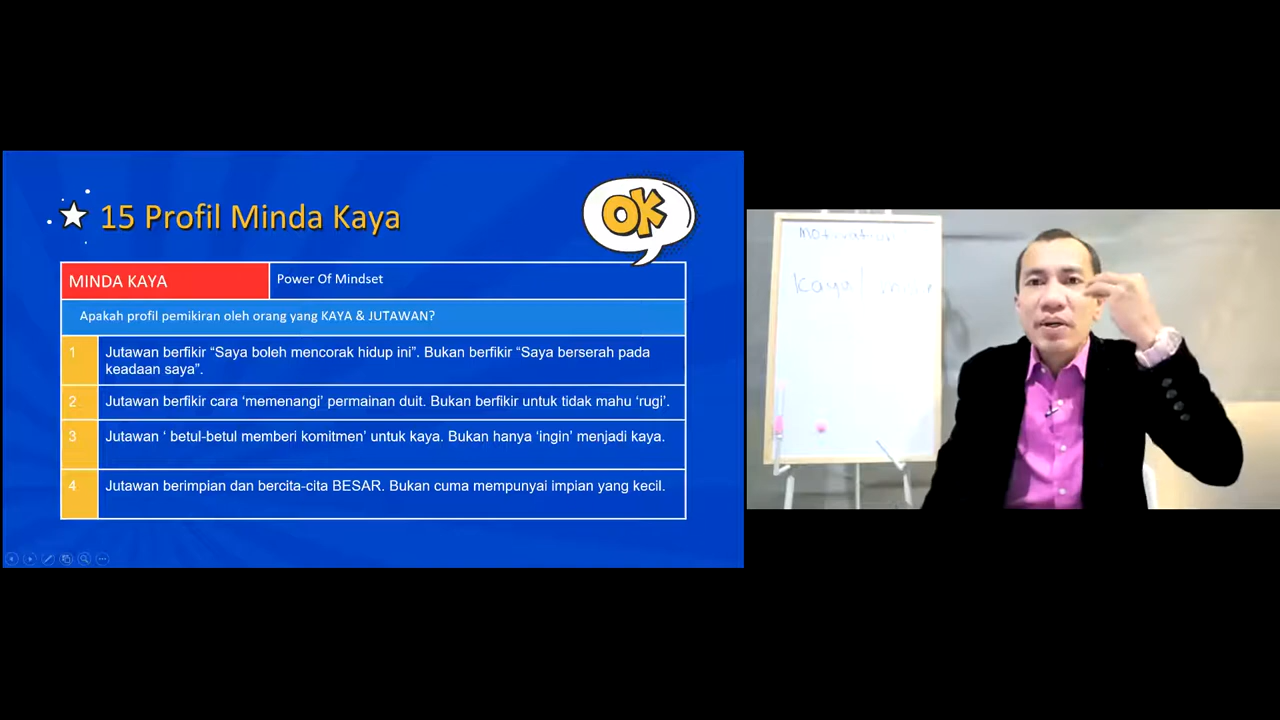 15 Profil Minda Kaya
OK
MINDA KAYA
Power Of Mindset
Apakah profil pemikiran oleh orang yang KAYA & JUTAWAN?
1
Jutawan berfikir “Saya boleh mencorak hidup ini”. Bukan berfikir “Saya berserah pada
keadaan saya”.
2
Jutawan berfikir cara ‘memenangi’ permainan duit. Bukan berfikir untuk tidak mahu ‘rugi’.
3
Jutawan ‘ betul-betul memberi komitmen’ untuk kaya. Bukan hanya ‘ingin’ menjadi kaya.
4
Jutawan berimpian dan bercita-cita BESAR. Bukan cuma mempunyai impian yang kecil.
kaya